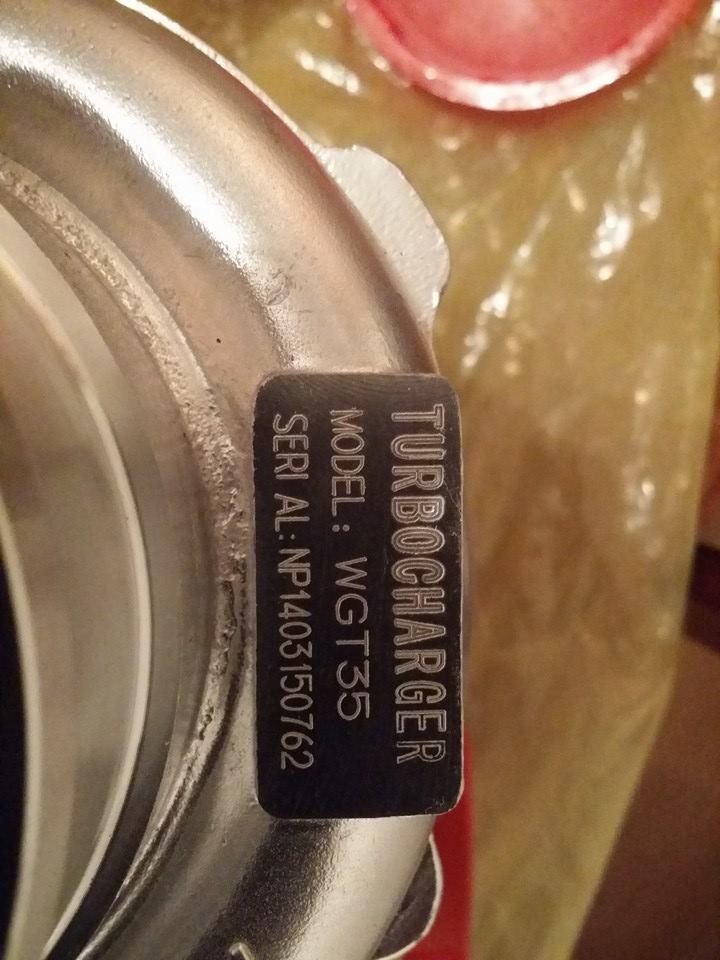 TURBOCHARGER
MODEL: WGT35
SERI AL: NP1403150762